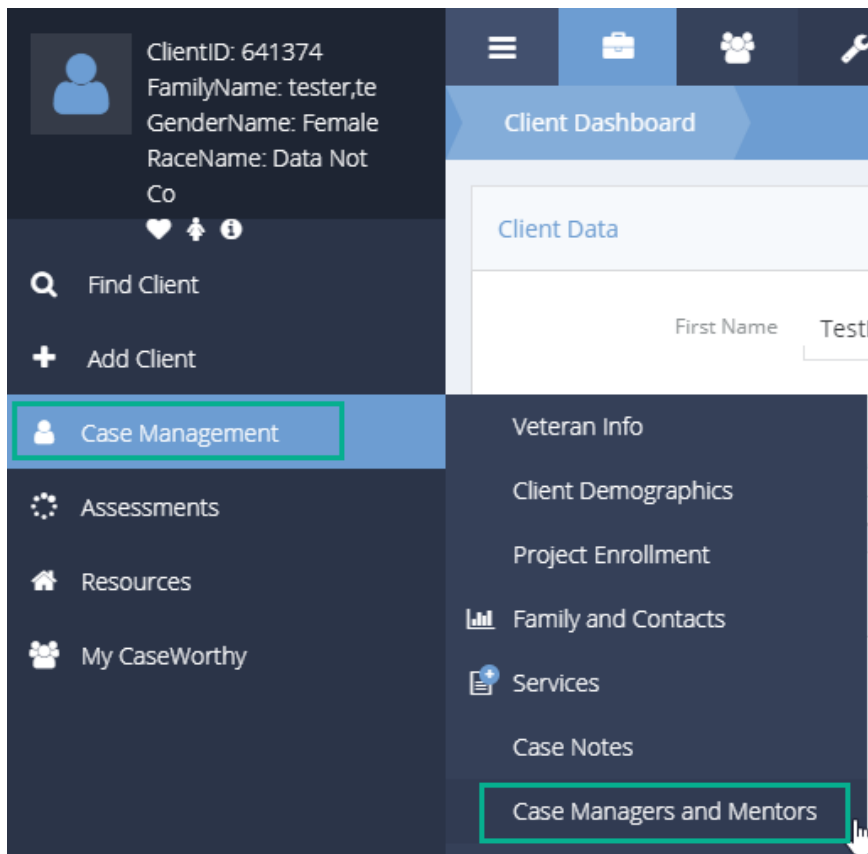 ClientID: 641374
FamilyName: tester,te
GenderName: Female
RaceName: Data Not
Co
Find Client
Add Client
Case Management
Assessments
Resources
My CaseWorthy
Client Dashboard
Client Data
First Name
Veteran Info
Client Demographics
Project Enrollment
Family and Contacts
Services
Case Notes
Case Managers and Mentors